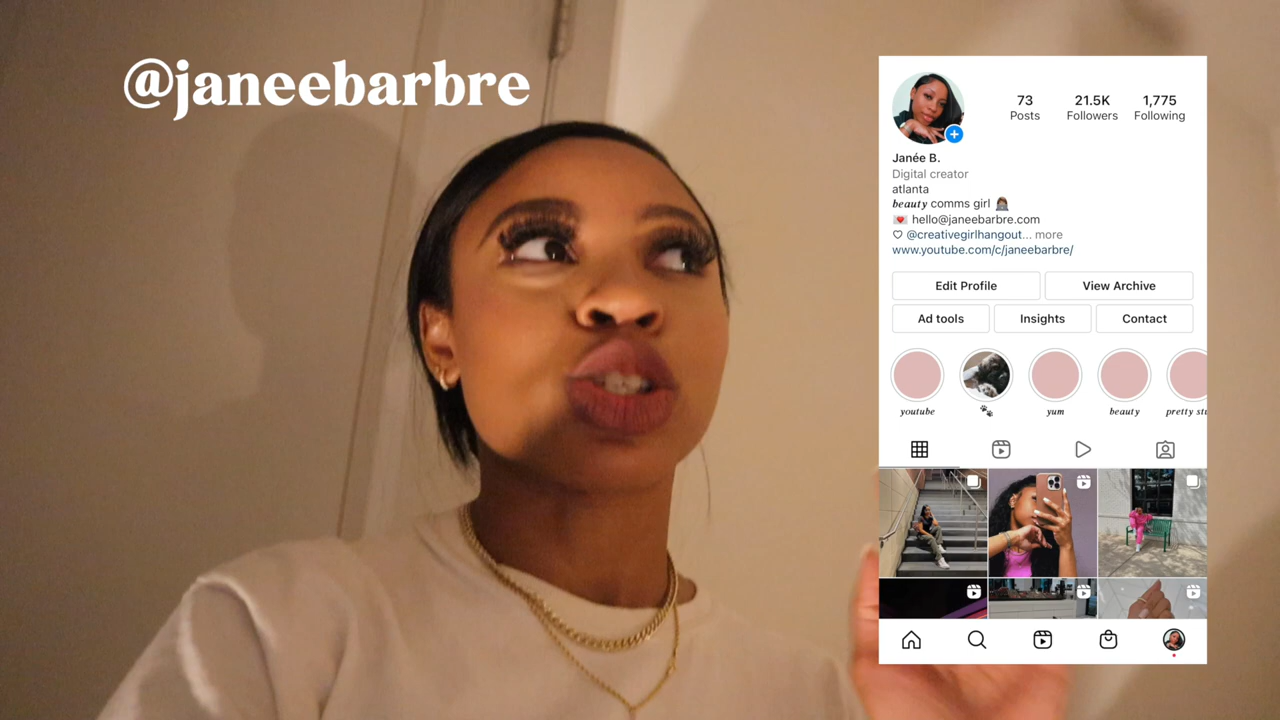 @janeebarbre
73 21.5K 1,775
Posts Followers Following
Janée B.
Digital creator
atlanta
beauty comms girl
hello@janeebarbre.com
@creativegirlhangout... more
www.youtube.com/c/janeebarbre/
Edit Profile View Archive
Ad tools Insights Contact
youtube yum beauty pretty stu